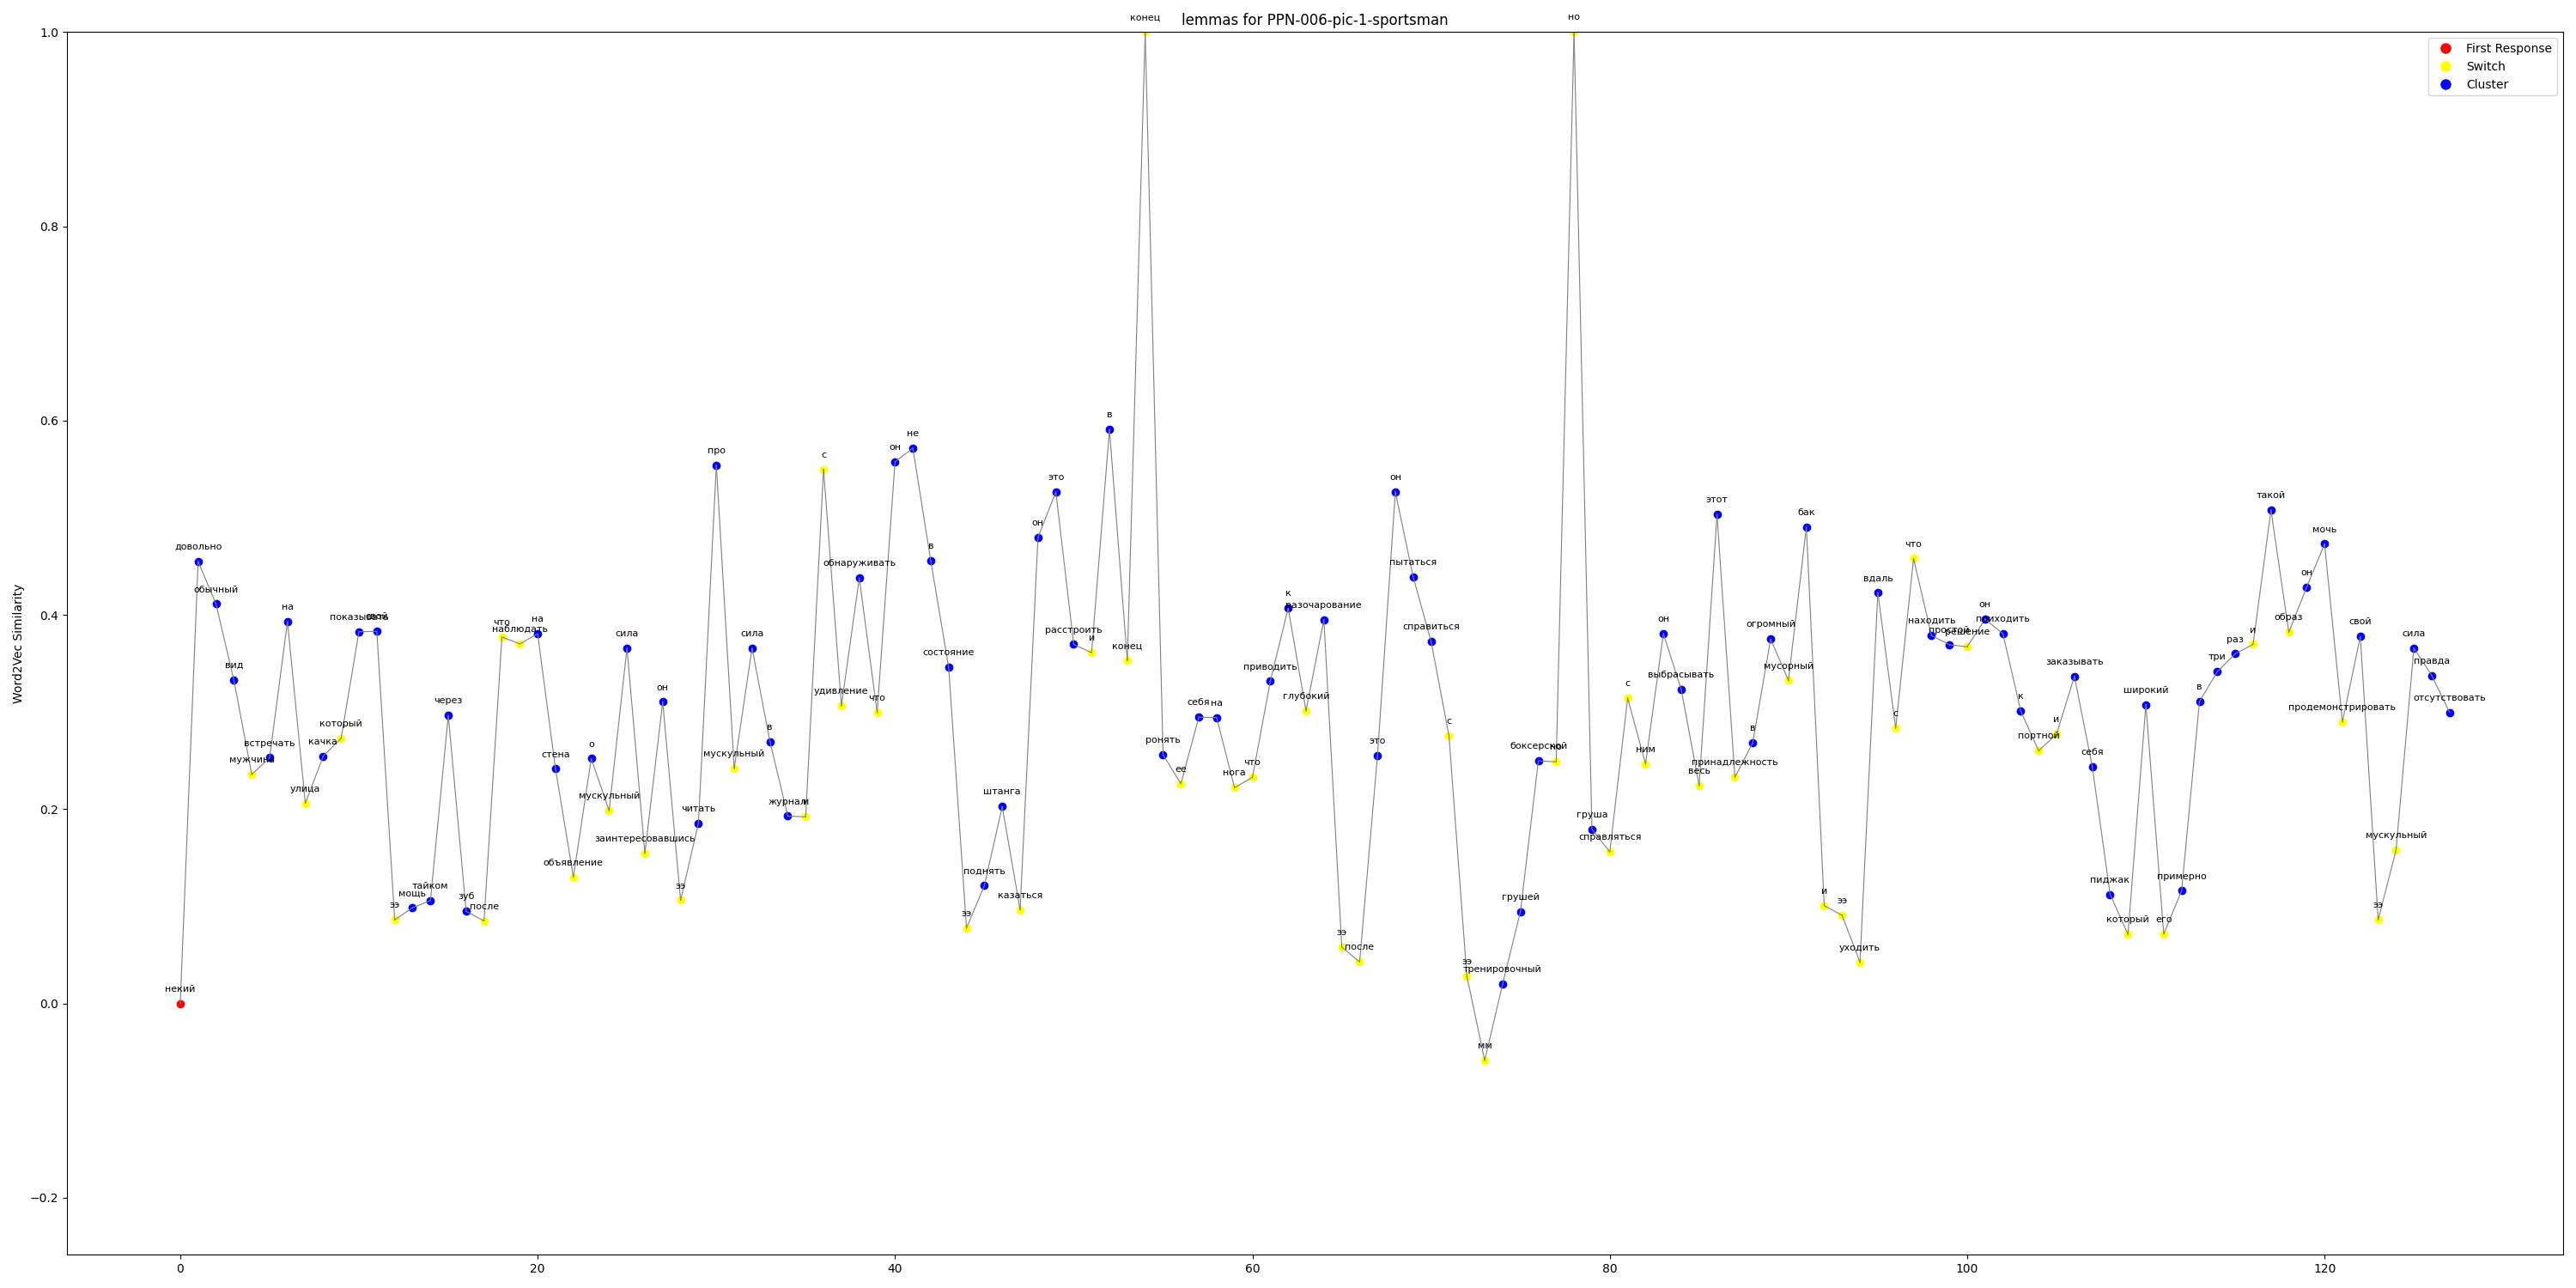 lemmas for PPN-006-pic-1-sportsman
First Response
Switch
Cluster
Word2Vec Similarity
1.0
0.8
0.6
0.4
0.2
0.0
−0.2
0
20
40
60
80
100
120
некий
довольно
обычный
вид
мужчина
встречать
на
улица
качка
который
показывать
свой
ээ
мощь
тайком
через
зуб
после
что
наблюдать
на
стена
объявление
о
мускульный
сила
заинтересовавшись
он
ээ
читать
про
мускульный
сила
в
журнал
и
с
удивление
обнаруживать
что
он
не
в
состояние
ээ
поднять
штанга
казаться
он
это
расстроить
и
в
конец
конец
ронять
ее
себя
на
нога
что
приводить
к
глубокий
разочарование
ээ
после
это
он
пытаться
справиться
с
ээ
мм
тренировочный
грушей
боксерской
но
но
груша
справляться
с
ним
он
выбрасывать
весь
этот
принадлежность
в
огромный
мусорный
бак
и
ээ
уходить
вдаль
с
что
находить
простой
решение
он
приходить
к
портной
и
заказывать
себя
пиджак
который
широкий
его
примерно
в
три
раз
и
такой
образ
он
мочь
продемонстрировать
свой
ээ
мускульный
сила
правда
отсутствовать